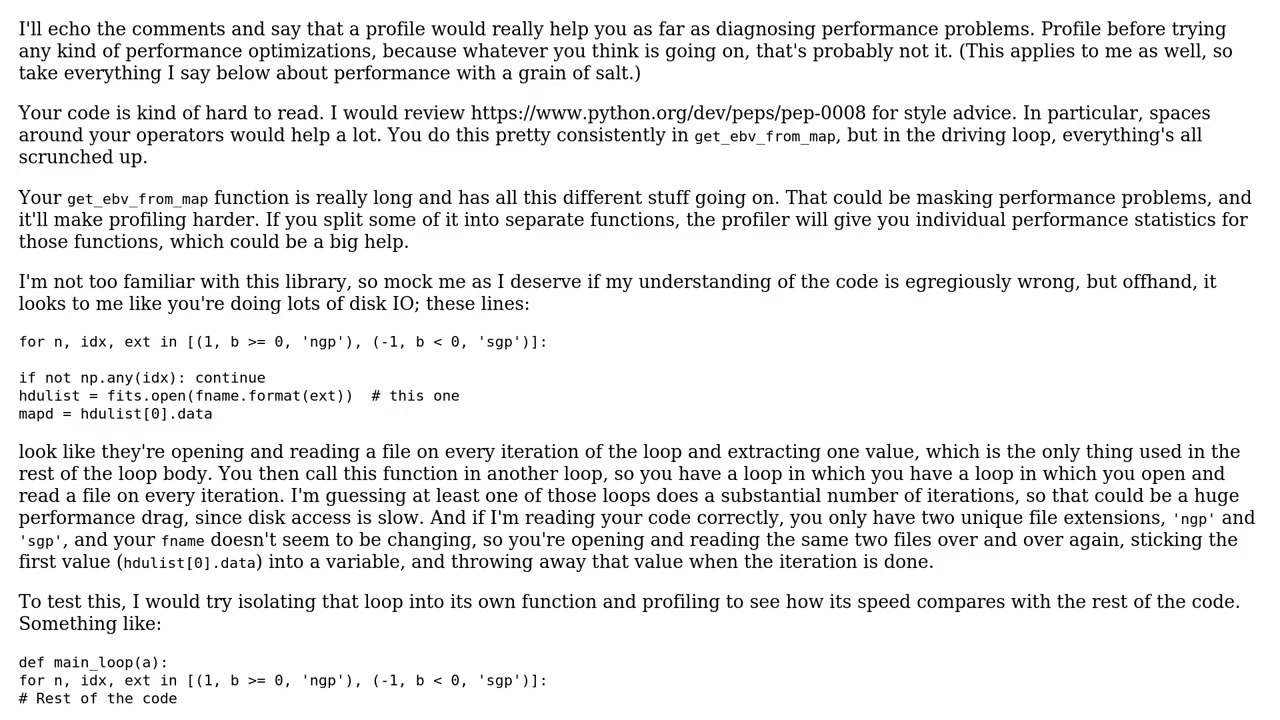 I'll echo the comments and say that a profile would really help you as far as diagnosing performance problems. Profile before trying
any kind of performance optimizations, because whatever you think is going on, that's probably not it. (This applies to me as well, so
take everything I say below about performance with a grain of salt.)
Your code is kind of hard to read. I would review https://www.python.org/dev/peps/pep-0008 for style advice. In particular, spaces
around your operators would help a lot. You do this pretty consistently in get_ebv_from_map, but in the driving loop, everything's all
scrunched up.
Your get_ebv_from_map function is really long and has all this different stuff going on. That could be masking performance problems, and
it'll make profiling harder. If you split some of it into separate functions, the profiler will give you individual performance statistics for
those functions, which could be a big help.
I'm not too familiar with this library, so mock me as I deserve if my understanding of the code is egregiously wrong, but offhand, it
looks to me like you're doing lots of disk IO; these lines:
for n, idx, ext in [(1, b >= 0, 'ngp'), (-1, b < 0, 'sgp')]:
if not np.any(idx): continue
hdulist = fits.open(fname.format(ext))  # this one
mapd = hdulist[0].data
look like they're opening and reading a file on every iteration of the loop and extracting one value, which is the only thing used in the
rest of the loop body. You then call this function in another loop, so you have a loop in which you have a loop in which you open and
read a file on every iteration. I'm guessing at least one of those loops does a substantial number of iterations, so that could be a huge
performance drag, since disk access is slow. And if I'm reading your code correctly, you only have two unique file extensions, 'ngp' and
'sgp', and your fname doesn't seem to be changing, so you're opening and reading the same two files over and over again, sticking the
first value (hdulist[0].data) into a variable, and throwing away that value when the iteration is done.
To test this, I would try isolating that loop into its own function and profiling to see how its speed compares with the rest of the code.
Something like:
def main_loop(a):
for n, idx, ext in [(1, b >= 0, 'ngp'), (-1, b < 0, 'sgp')]:
# Rest of the code